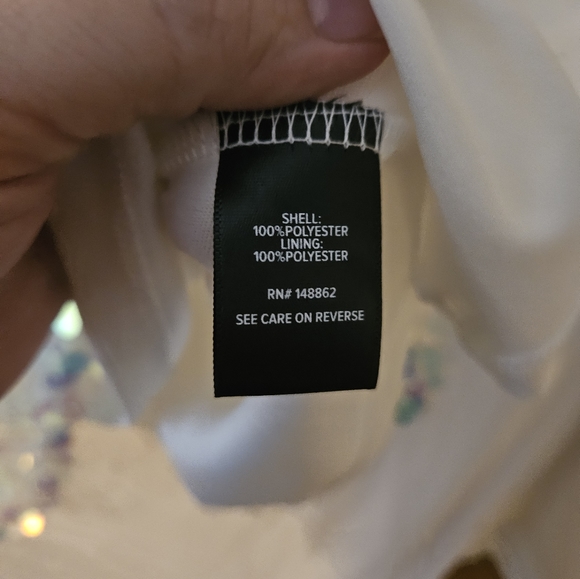 SHELL:
100%POLYESTER
LINING:
100%POLYESTER
RN# 148862
SEE CARE ON REVERSE